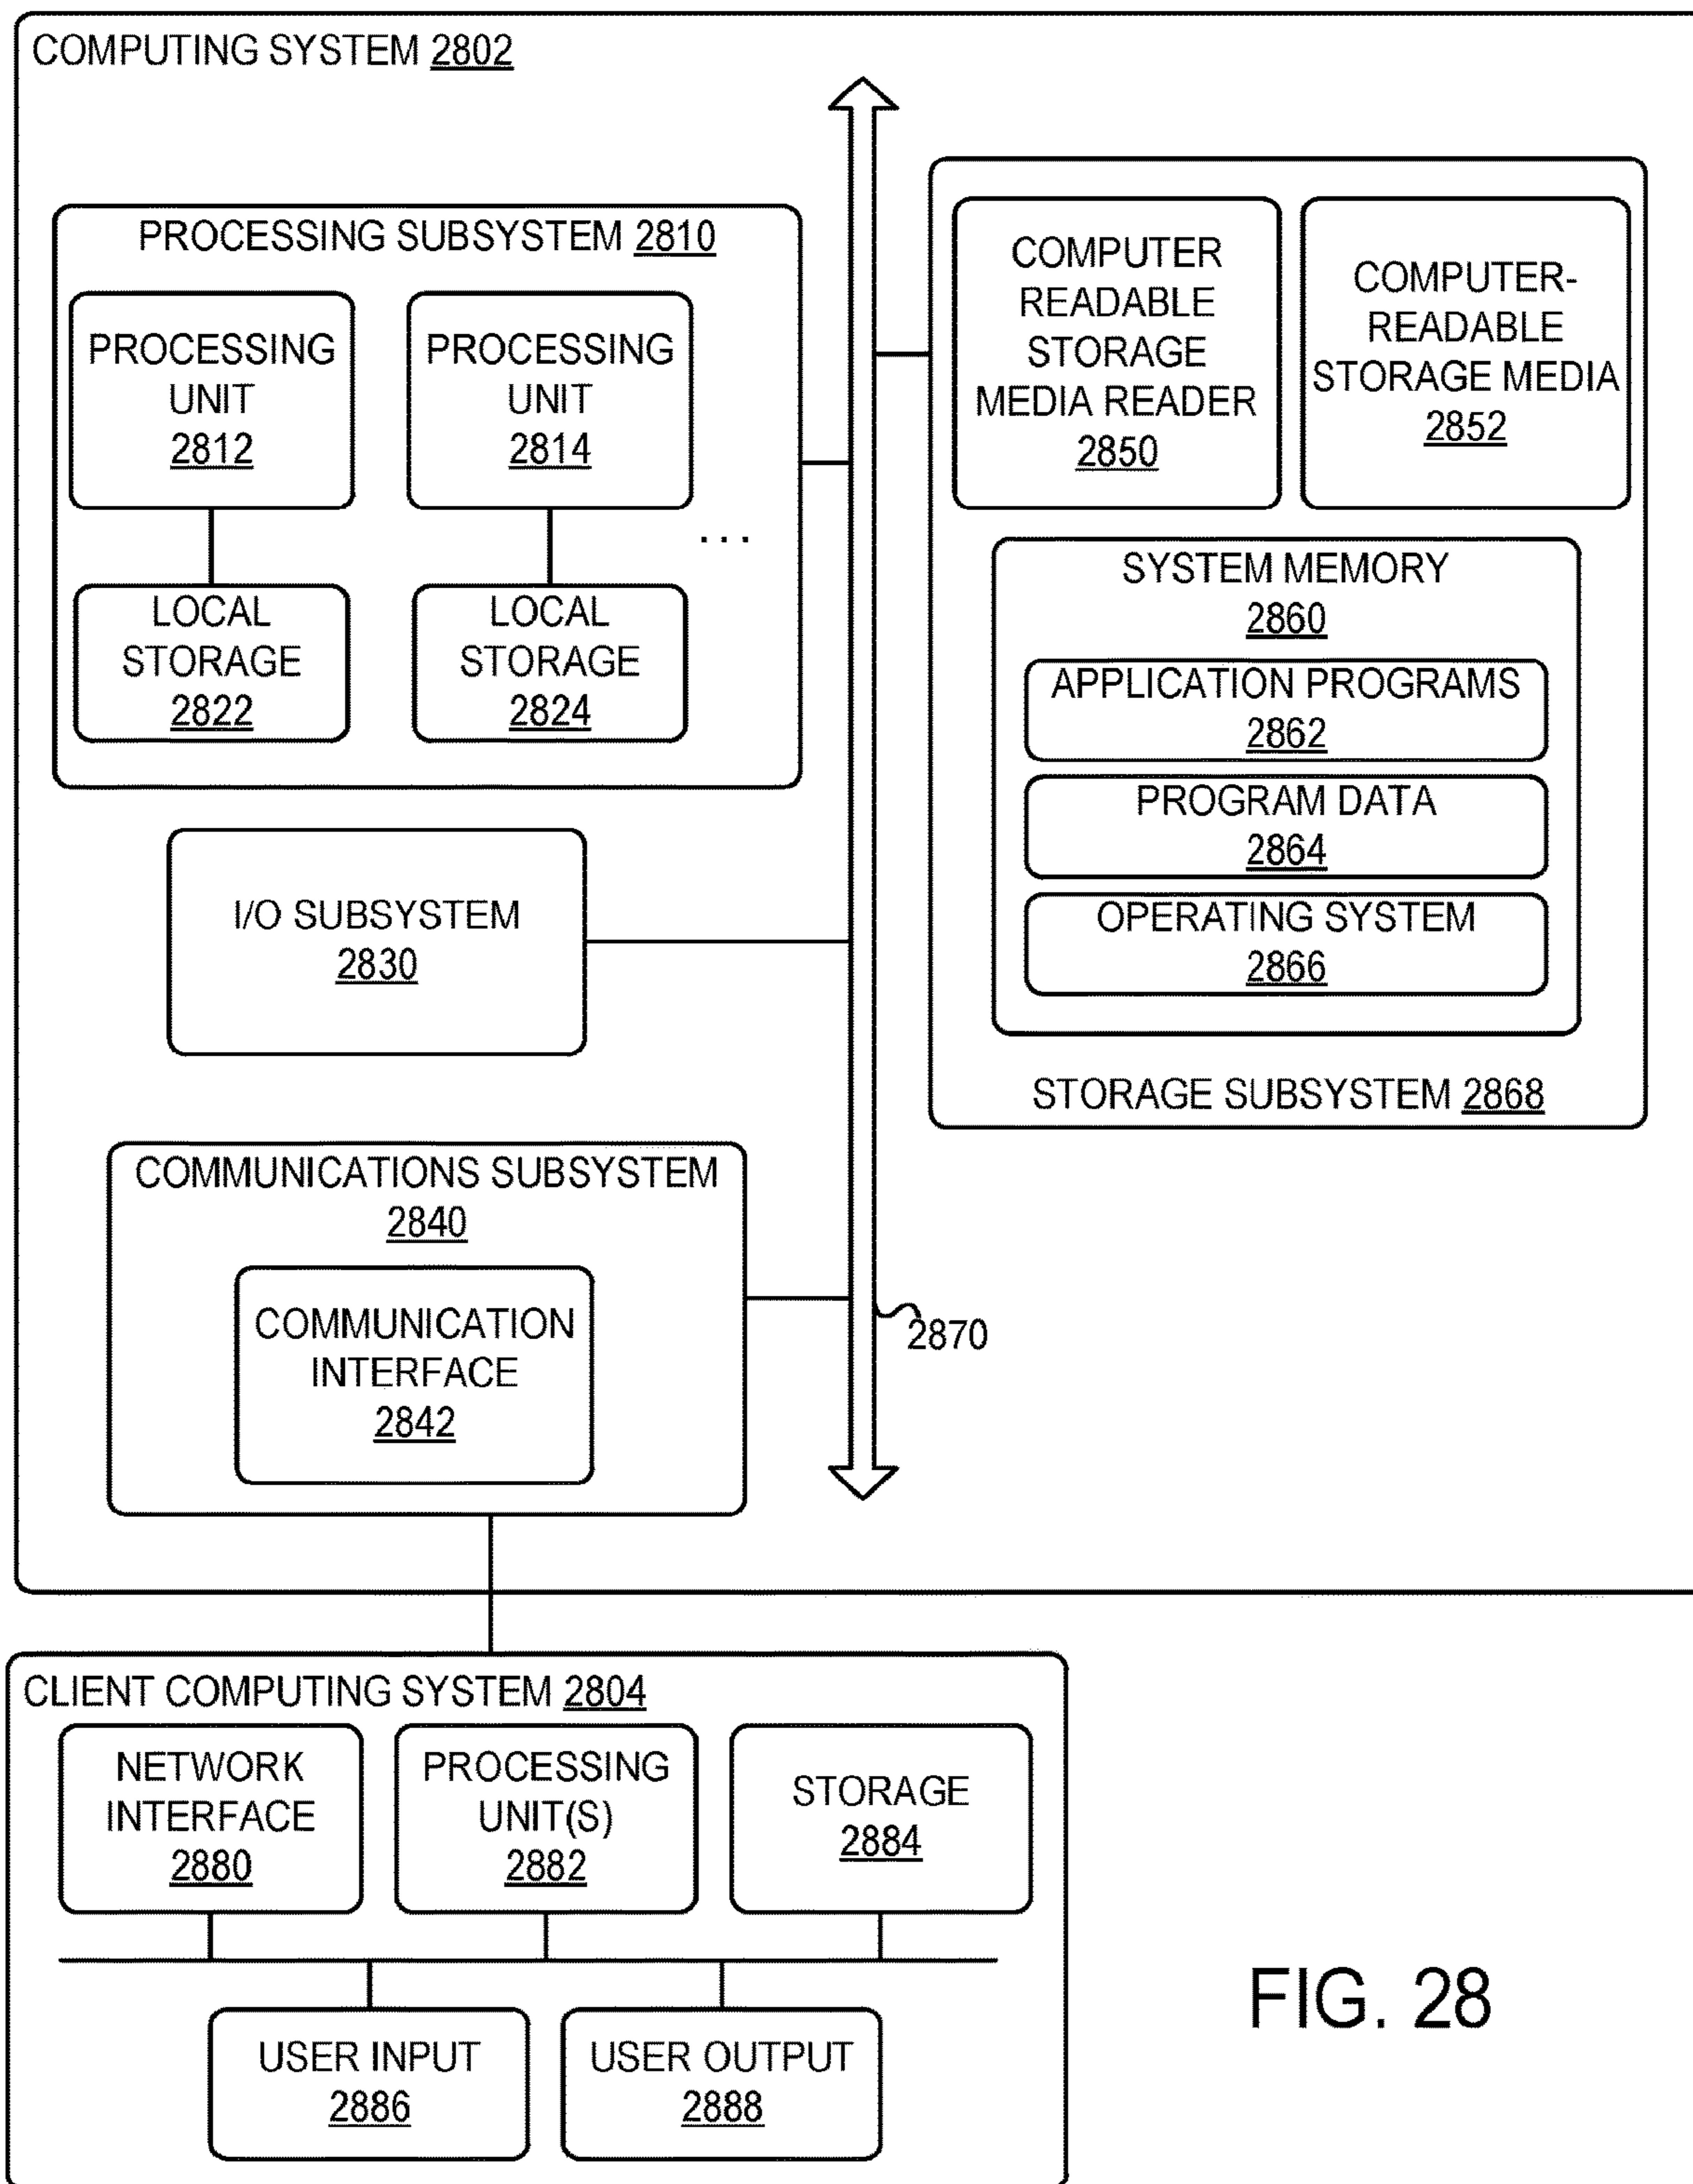 COMPUTING SYSTEM 2802
PROCESSING SUBSYSTEM 2810
PROCESSING
UNIT
2812
PROCESSING
UNIT
2814
...
LOCAL
STORAGE
2822
LOCAL
STORAGE
2824
I/O SUBSYSTEM
2830
COMMUNICATIONS SUBSYSTEM
2840
COMMUNICATION
INTERFACE
2842
2870
COMPUTER
READABLE
STORAGE
MEDIA READER
2850
COMPUTER-
READABLE
STORAGE MEDIA
2852
SYSTEM MEMORY
2860
APPLICATION PROGRAMS
2862
PROGRAM DATA
2864
OPERATING SYSTEM
2866
STORAGE SUBSYSTEM 2868
CLIENT COMPUTING SYSTEM 2804
NETWORK
INTERFACE
2880
PROCESSING
UNIT(S)
2882
STORAGE
2884
USER INPUT
2886
USER OUTPUT
2888
FIG. 28